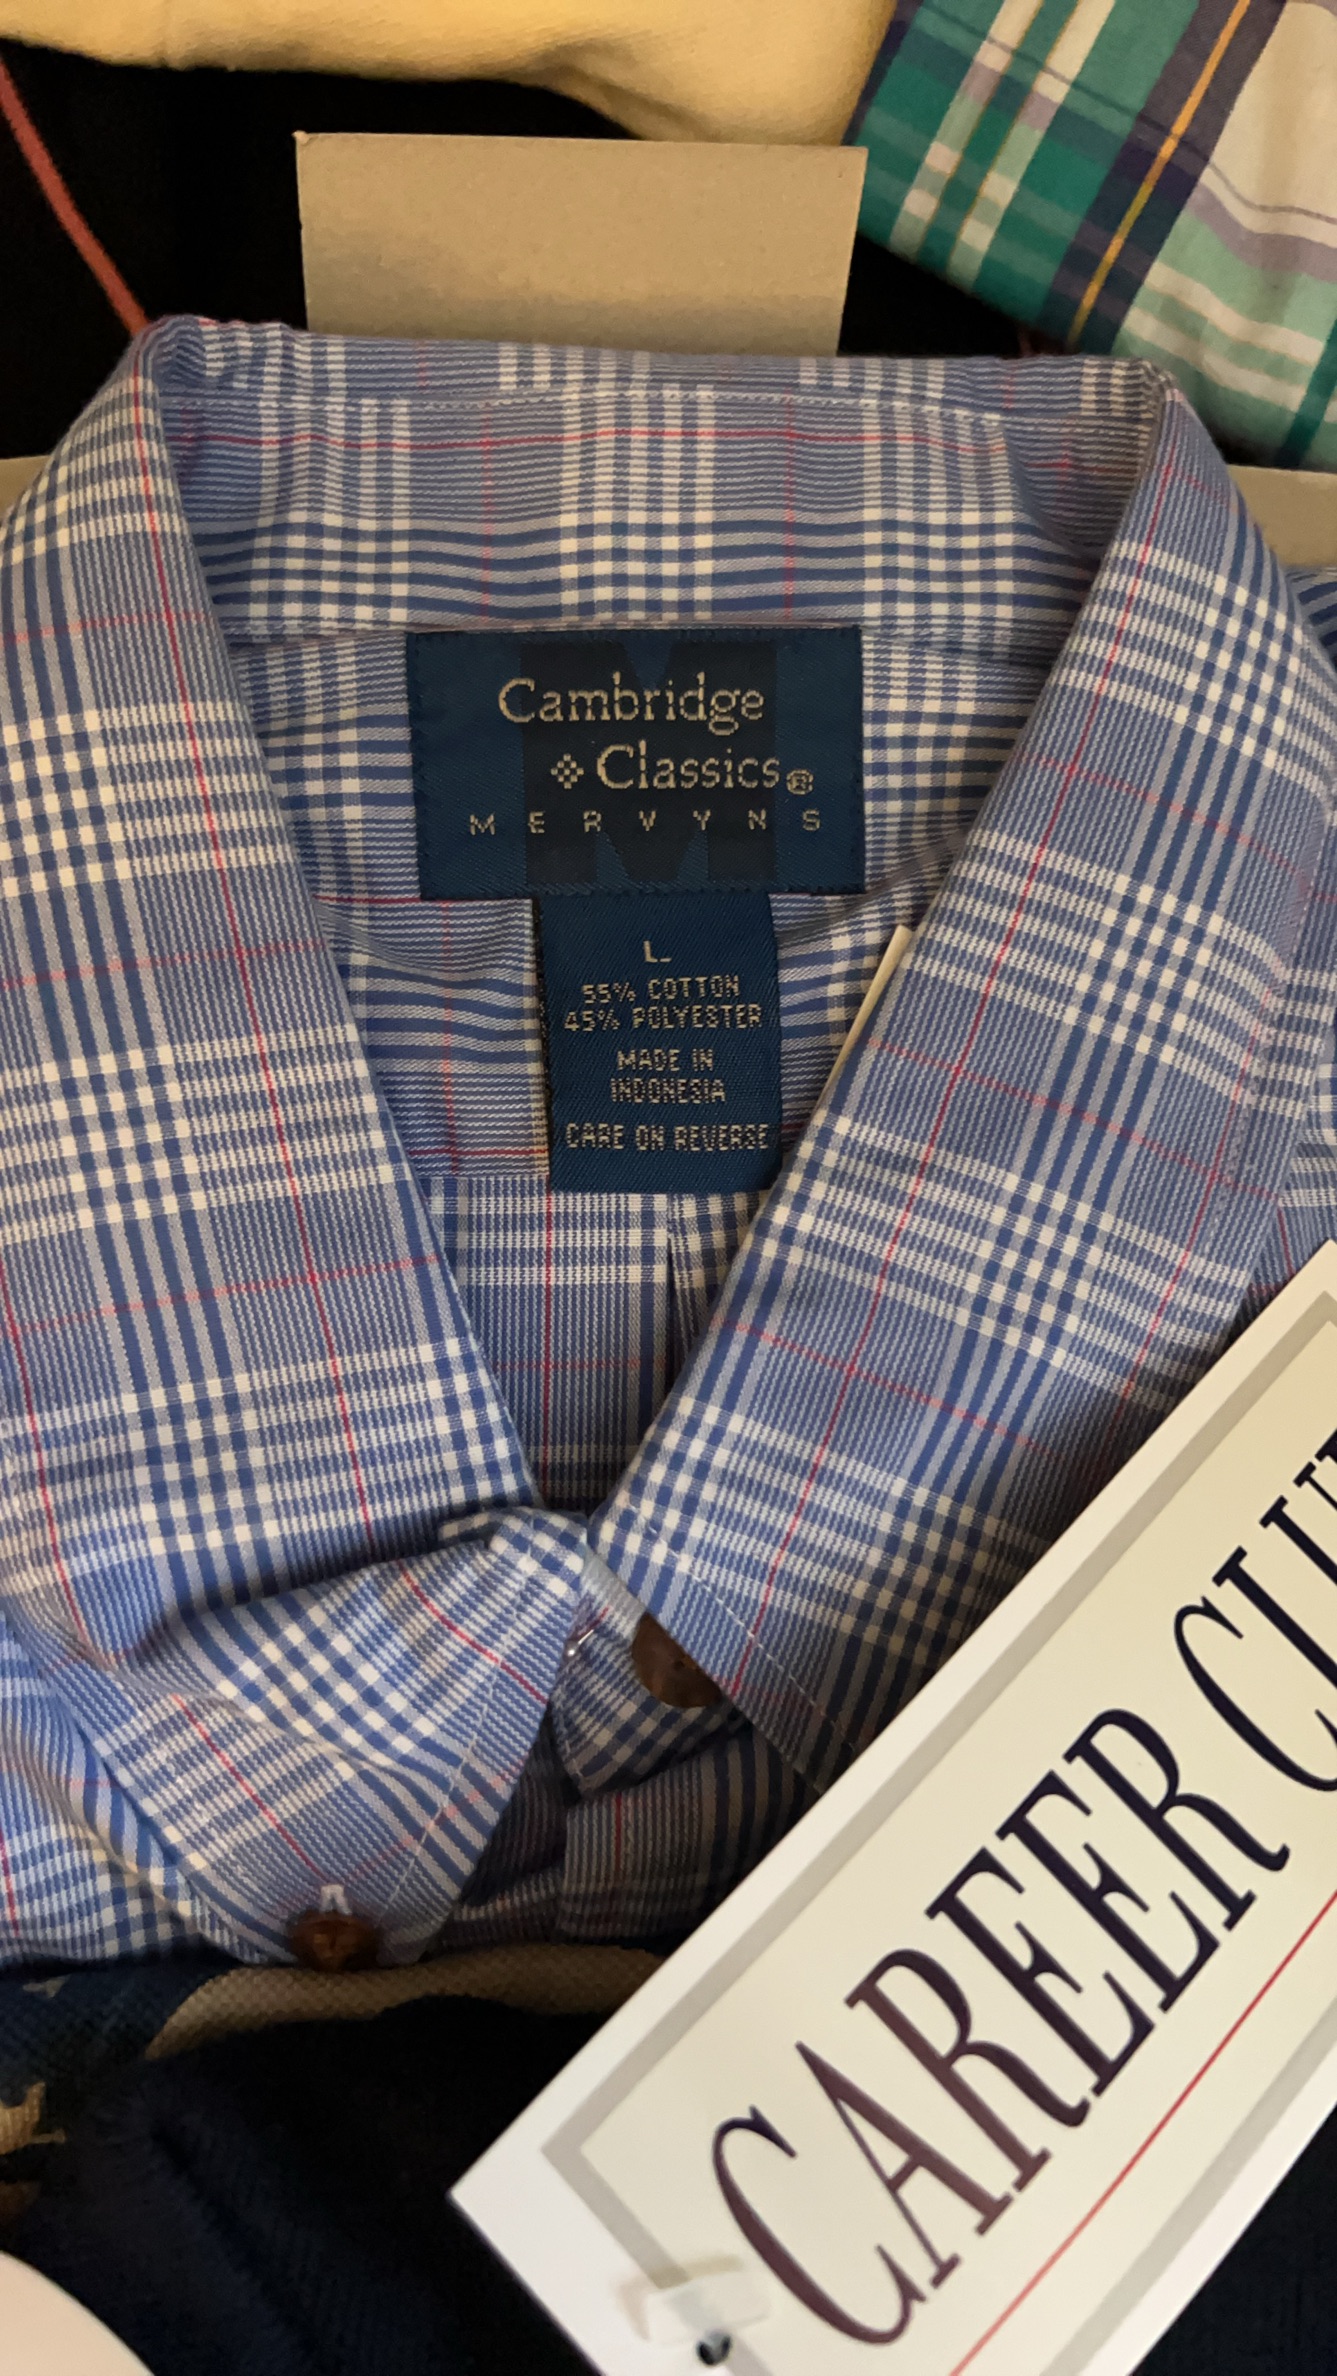 Cambridge
Classics®
MERVYNS
L
55% COTTON
45% POLYESTER
MADE IN
INDONESIA
CARE ON REVERSE
CAREER